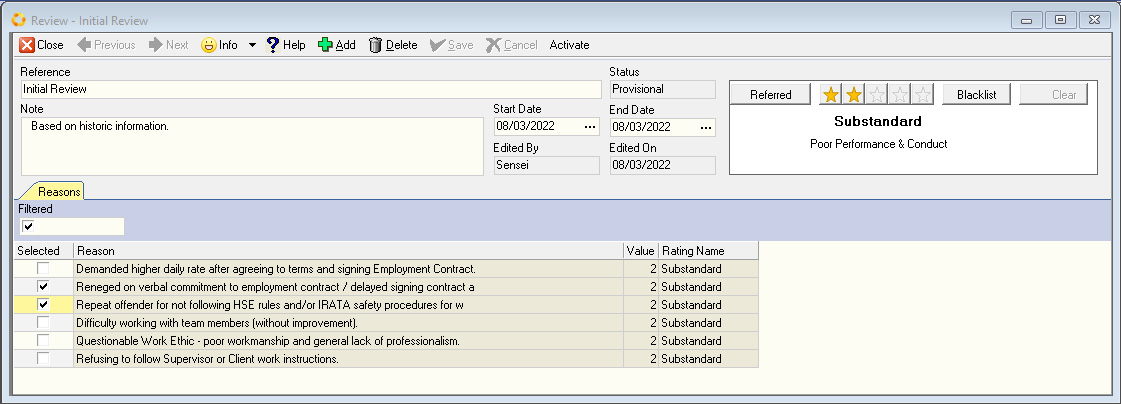 Review - Initial Review
Close Previous Next Info Help Add Delete Save Cancel Activate
Reference
Initial Review
Status
Provisional
Note
Based on historic information.
Start Date
08/03/2022 ...
End Date
08/03/2022 ...
Edited By
Sensei
Edited On
08/03/2022
Referred Blacklist Clear
Substandard
Poor Performance & Conduct
Reasons
Filtered
Selected Reason Value Rating Name
Demanded higher daily rate after agreeing to terms and signing Employment Contract. 2 Substandard
Reneged on verbal commitment to employment contract / delayed signing contract a 2 Substandard
Repeat offender for not following HSE rules and/or IRATA safety procedures for w 2 Substandard
Difficulty working with team members (without improvement). 2 Substandard
Questionable Work Ethic - poor workmanship and general lack of professionalism. 2 Substandard
Refusing to follow Supervisor or Client work instructions. 2 Substandard